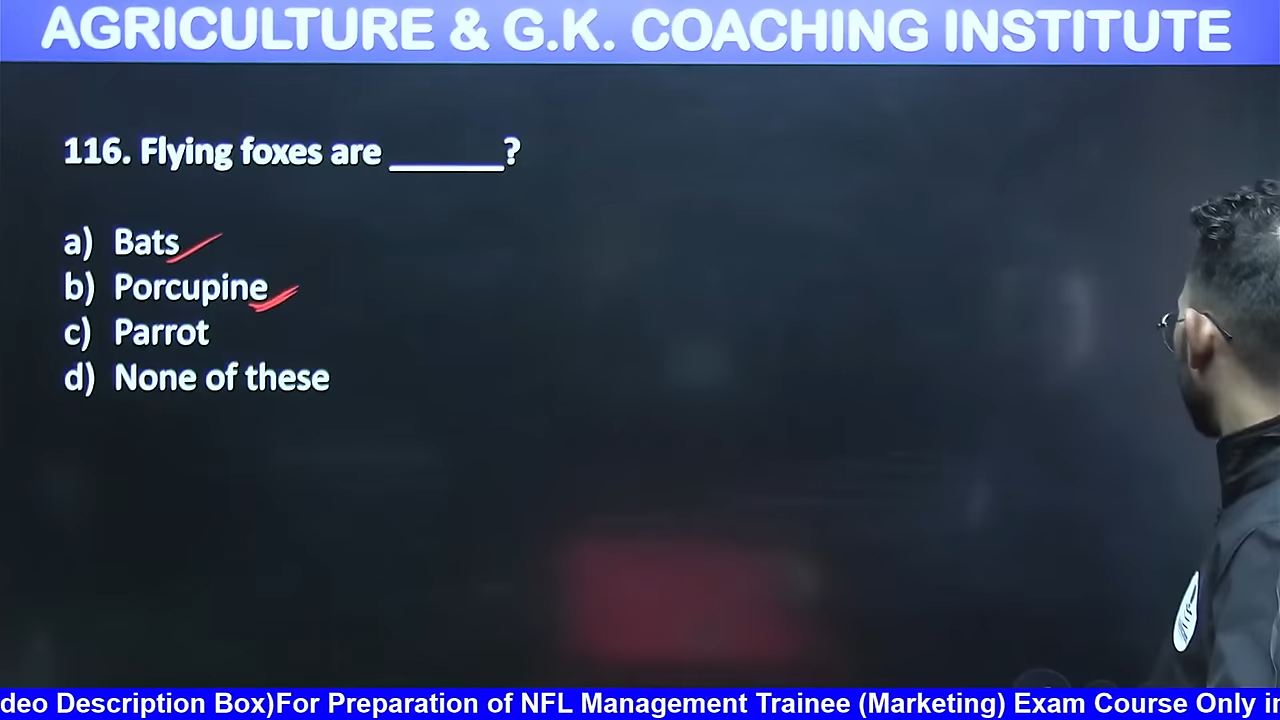 AGRICULTURE & G.K. COACHING INSTITUTE
116. Flying foxes are ______?
a) Bats
b) Porcupine
c) Parrot
d) None of these
deo Description Box)For Preparation of NFL Management Trainee (Marketing) Exam Course Only in